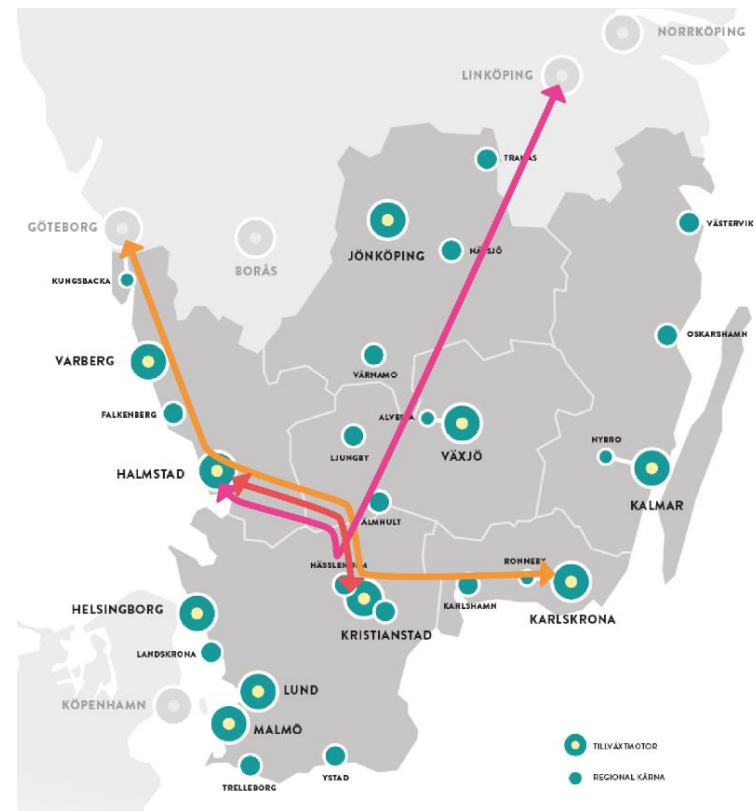 NORRKÖPING
LINKÖPING
TRANÅS
GÖTEBORG
VÄSTERVIK
JÖNKÖPING
NÄSSJÖ
BORÅS
KUNGSBACKA
OSKARSHAMN
VARBERG
VÄRNAMO
FALKENBERG
ALVESTA
LJUNGBY
VÄXJÖ
NYBRO
HALMSTAD
KALMAR
ÄLMHULT
HÄSSLEHOLM
RONNEBY
KARLSHAMN
HELSINGBORG
KARLSKRONA
KRISTIANSTAD
LANDSKRONA
LUND
KÖPENHAMN
MALMÖ
TILLVÄXTMOTOR
YSTAD
REGIONAL KÄRNA
TRELLEBORG